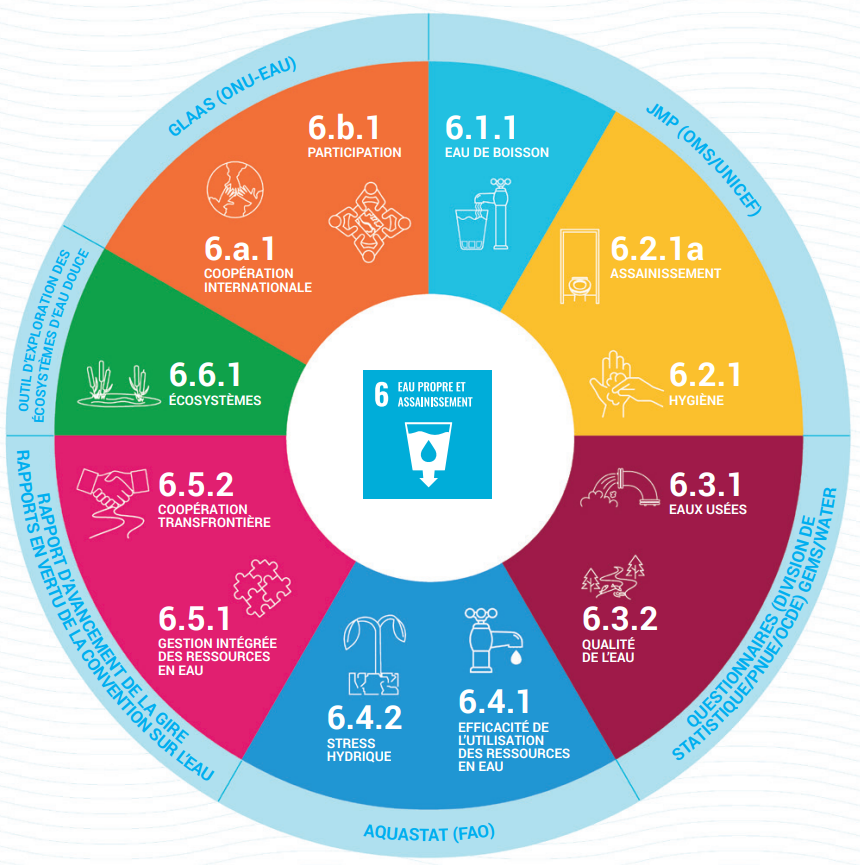 GLAAS (ONU-EAU)
6.b.1
PARTICIPATION
6.a.1
COOPÉRATION
INTERNATIONALE
6.1.1
EAU DE BOISSON
JMP (OMS/UNICEF)
6.2.1a
ASSAINISSEMENT
6.2.1
HYGIÈNE
6.3.1
EAUX USÉES
6.3.2
QUALITÉ
DE L'EAU
QUESTIONNAIRES (DIVISION DE
STATISTIQUE/PNUE/OCDE) GEMS/WATER
6.4.1
EFFICACITÉ DE
L'UTILISATION
DES RESSOURCES
EN EAU
6.4.2
STRESS
HYDRIQUE
AQUASTAT (FAO)
6.5.1
GESTION INTÉGRÉE
DES RESSOURCES
EN EAU
6.5.2
COOPÉRATION
TRANSFRONTIÈRE
RAPPORT D'AVANCEMENT DE LA GIRE
RAPPORTS EN VERTU DE LA CONVENTION SUR L'EAU
6.6.1
ÉCOSYSTÈMES
OUTIL D'EXPLORATION DES
ÉCOSYSTÈMES D'EAU DOUCE
6
EAU PROPRE ET
ASSAINISSEMENT